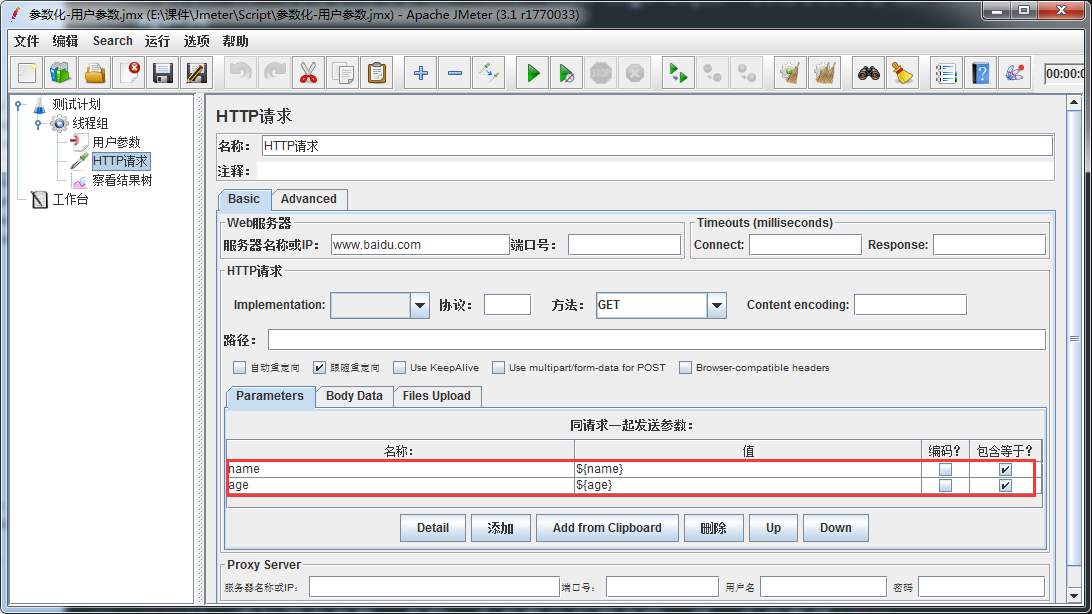 参数化-用户参数.jmx (E:\课件\Jmeter\Script\参数化-用户参数.jmx) - Apache JMeter (3.1 r1770033)
文件 编辑 Search 运行 选项 帮助
STOP
00:00:0
测试计划
线程组
用户参数
HTTP请求
察看结果树
工作台
HTTP请求
名称： HTTP请求
注释：
Basic Advanced
Web服务器 Timeouts (milliseconds)
服务器名称或IP： www.baidu.com 端口号： Connect: Response:
HTTP请求
Implementation: 协议： 方法： GET Content encoding:
路径：
自动重定向 跟随重定向 Use KeepAlive Use multipart/form-data for POST Browser-compatible headers
Parameters Body Data Files Upload
同请求一起发送参数：
名称： 值 编码？ 包含等于？
name ${name}
age ${age}
Detail 添加 Add from Clipboard 删除 Up Down
Proxy Server
服务器名称或IP： 端口号： 用户名 密码